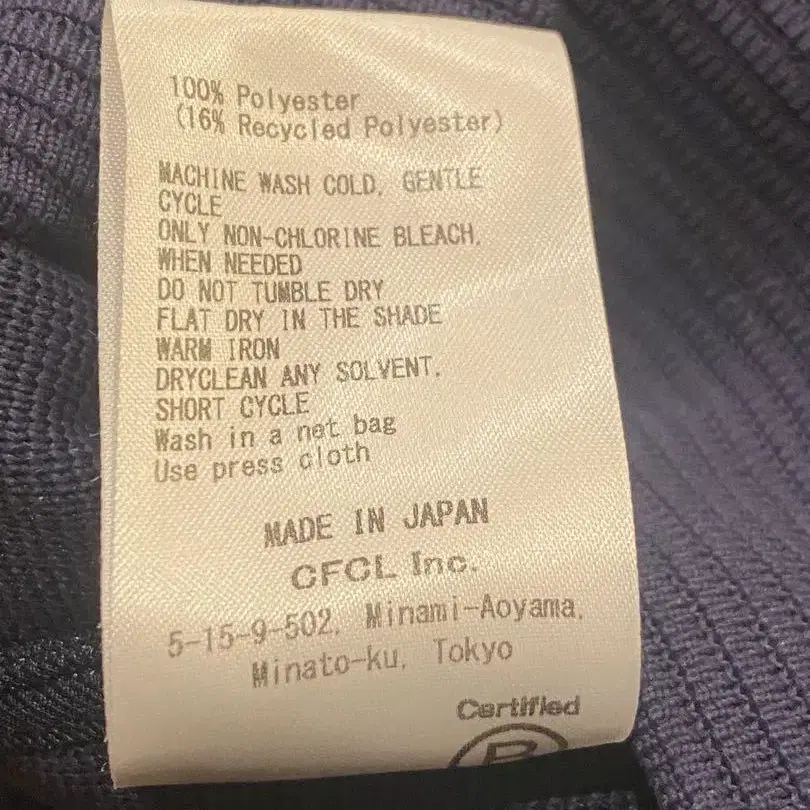 100% Polyester
(16% Recycled Polyester)
MACHINE WASH COLD, GENTLE
CYCLE
ONLY NON-CHLORINE BLEACH,
WHEN NEEDED
DO NOT TUMBLE DRY
FLAT DRY IN THE SHADE
WARM IRON
DRYCLEAN ANY SOLVENT,
SHORT CYCLE
Wash in a net bag
Use press cloth
MADE IN JAPAN
CFCL Inc.
5-15-9-502, Minami-Aoyama,
Minato-ku, Tokyo
Certified
B